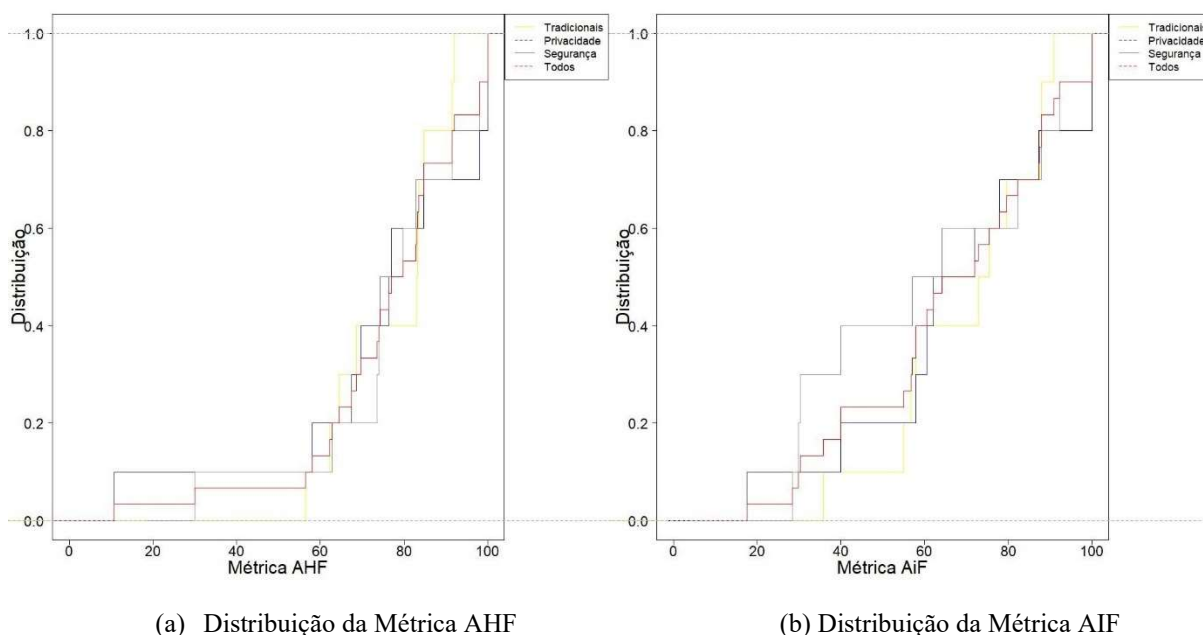 Tradicionais
Privacidade
Segurança
Todos
1.0
0.8
0.6
0.4
0.2
0.0
Distribuição
0 20 40 60 80 100
Métrica AHF
Tradicionais
Privacidade
Segurança
Todos
1.0
0.8
0.6
0.4
0.2
0.0
Distribuição
0 20 40 60 80 100
Métrica AiF
(a) Distribuição da Métrica AHF
(b) Distribuição da Métrica AIF